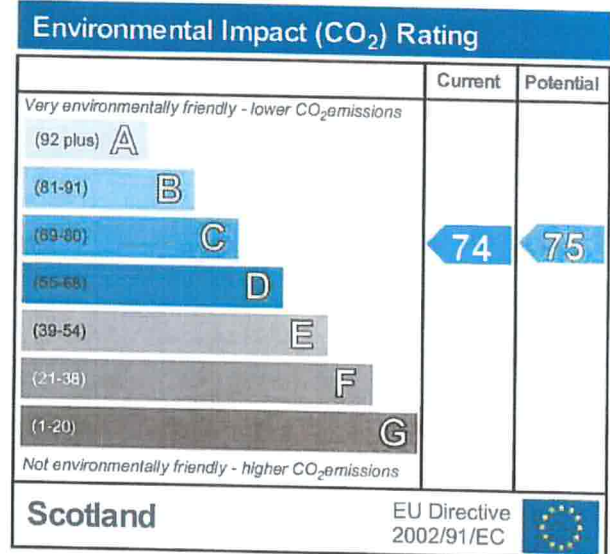 Environmental Impact (CO₂) Rating
Current Potential
Very environmentally friendly - lower CO₂ emissions
(92 plus) A
(81-91) B
(69-80) C 74 75
(55-68) D
(39-54) E
(21-38) F
(1-20) G
Not environmentally friendly - higher CO₂ emissions
Scotland
EU Directive
2002/91/EC